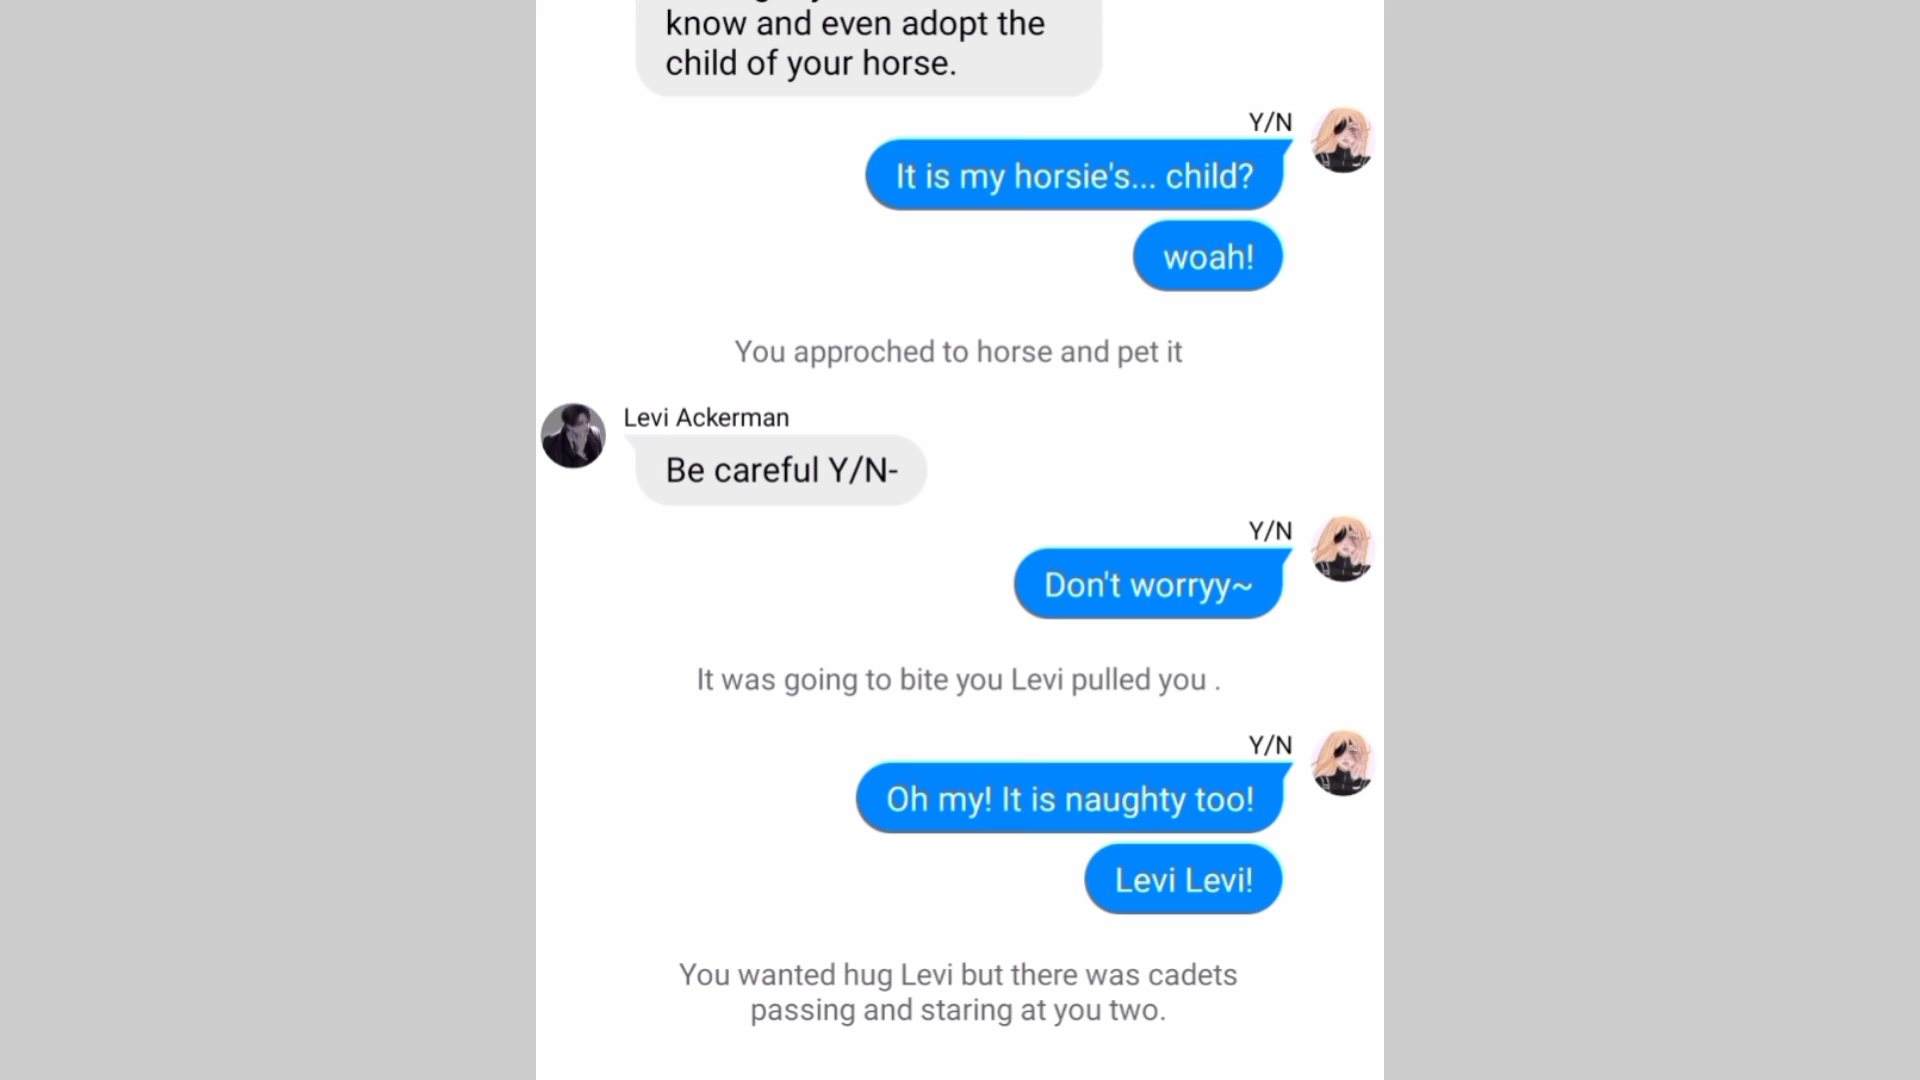 know and even adopt the
child of your horse.
Y/N
It is my horsie's... child?
woah!
You approched to horse and pet it
Levi Ackerman
Be careful Y/N-
Y/N
Don't worryy~
It was going to bite you Levi pulled you .
Y/N
Oh my! It is naughty too!
Levi Levi!
You wanted hug Levi but there was cadets
passing and staring at you two.